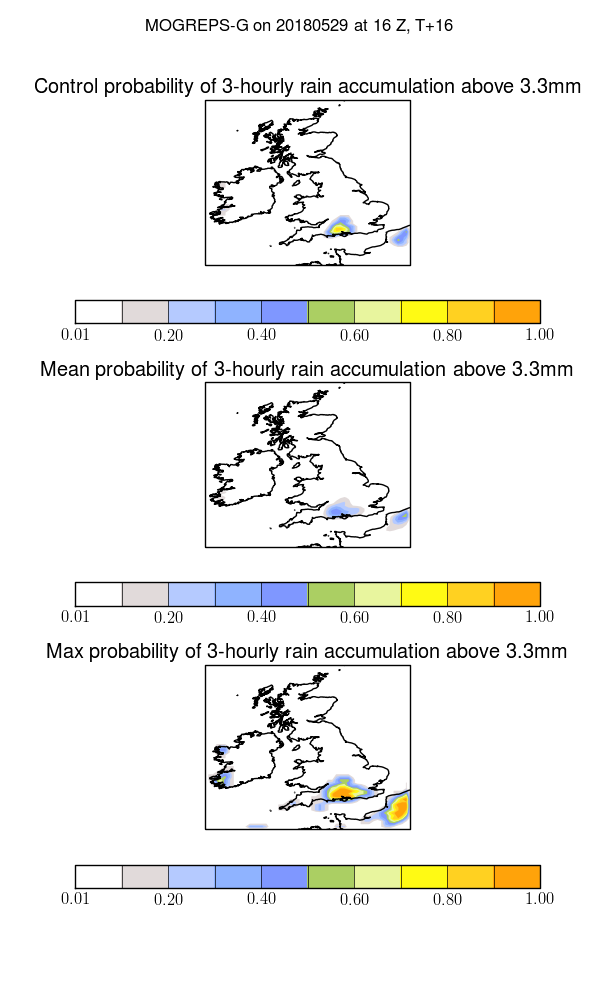 MOGREPS-G on 20180529 at 16 Z, T+16
Control probability of 3-hourly rain accumulation above 3.3mm
0.01 0.20 0.40 0.60 0.80 1.00
Mean probability of 3-hourly rain accumulation above 3.3mm
0.01 0.20 0.40 0.60 0.80 1.00
Max probability of 3-hourly rain accumulation above 3.3mm
0.01 0.20 0.40 0.60 0.80 1.00